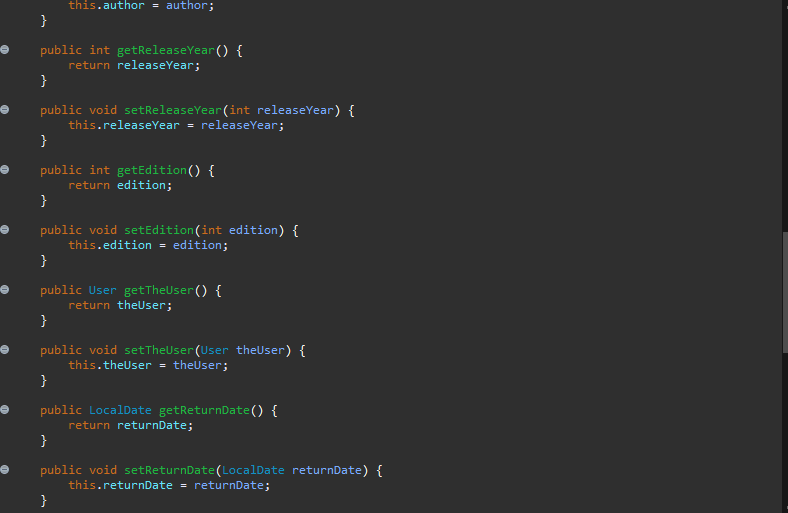 this.author = author;
}
public int getReleaseYear() {
return releaseYear;
}
public void setReleaseYear(int releaseYear) {
this.releaseYear = releaseYear;
}
public int getEdition() {
return edition;
}
public void setEdition(int edition) {
this.edition = edition;
}
public User getTheUser() {
return theUser;
}
public void setTheUser(User theUser) {
this.theUser = theUser;
}
public LocalDate getReturnDate() {
return returnDate;
}
public void setReturnDate(LocalDate returnDate) {
this.returnDate = returnDate;
}